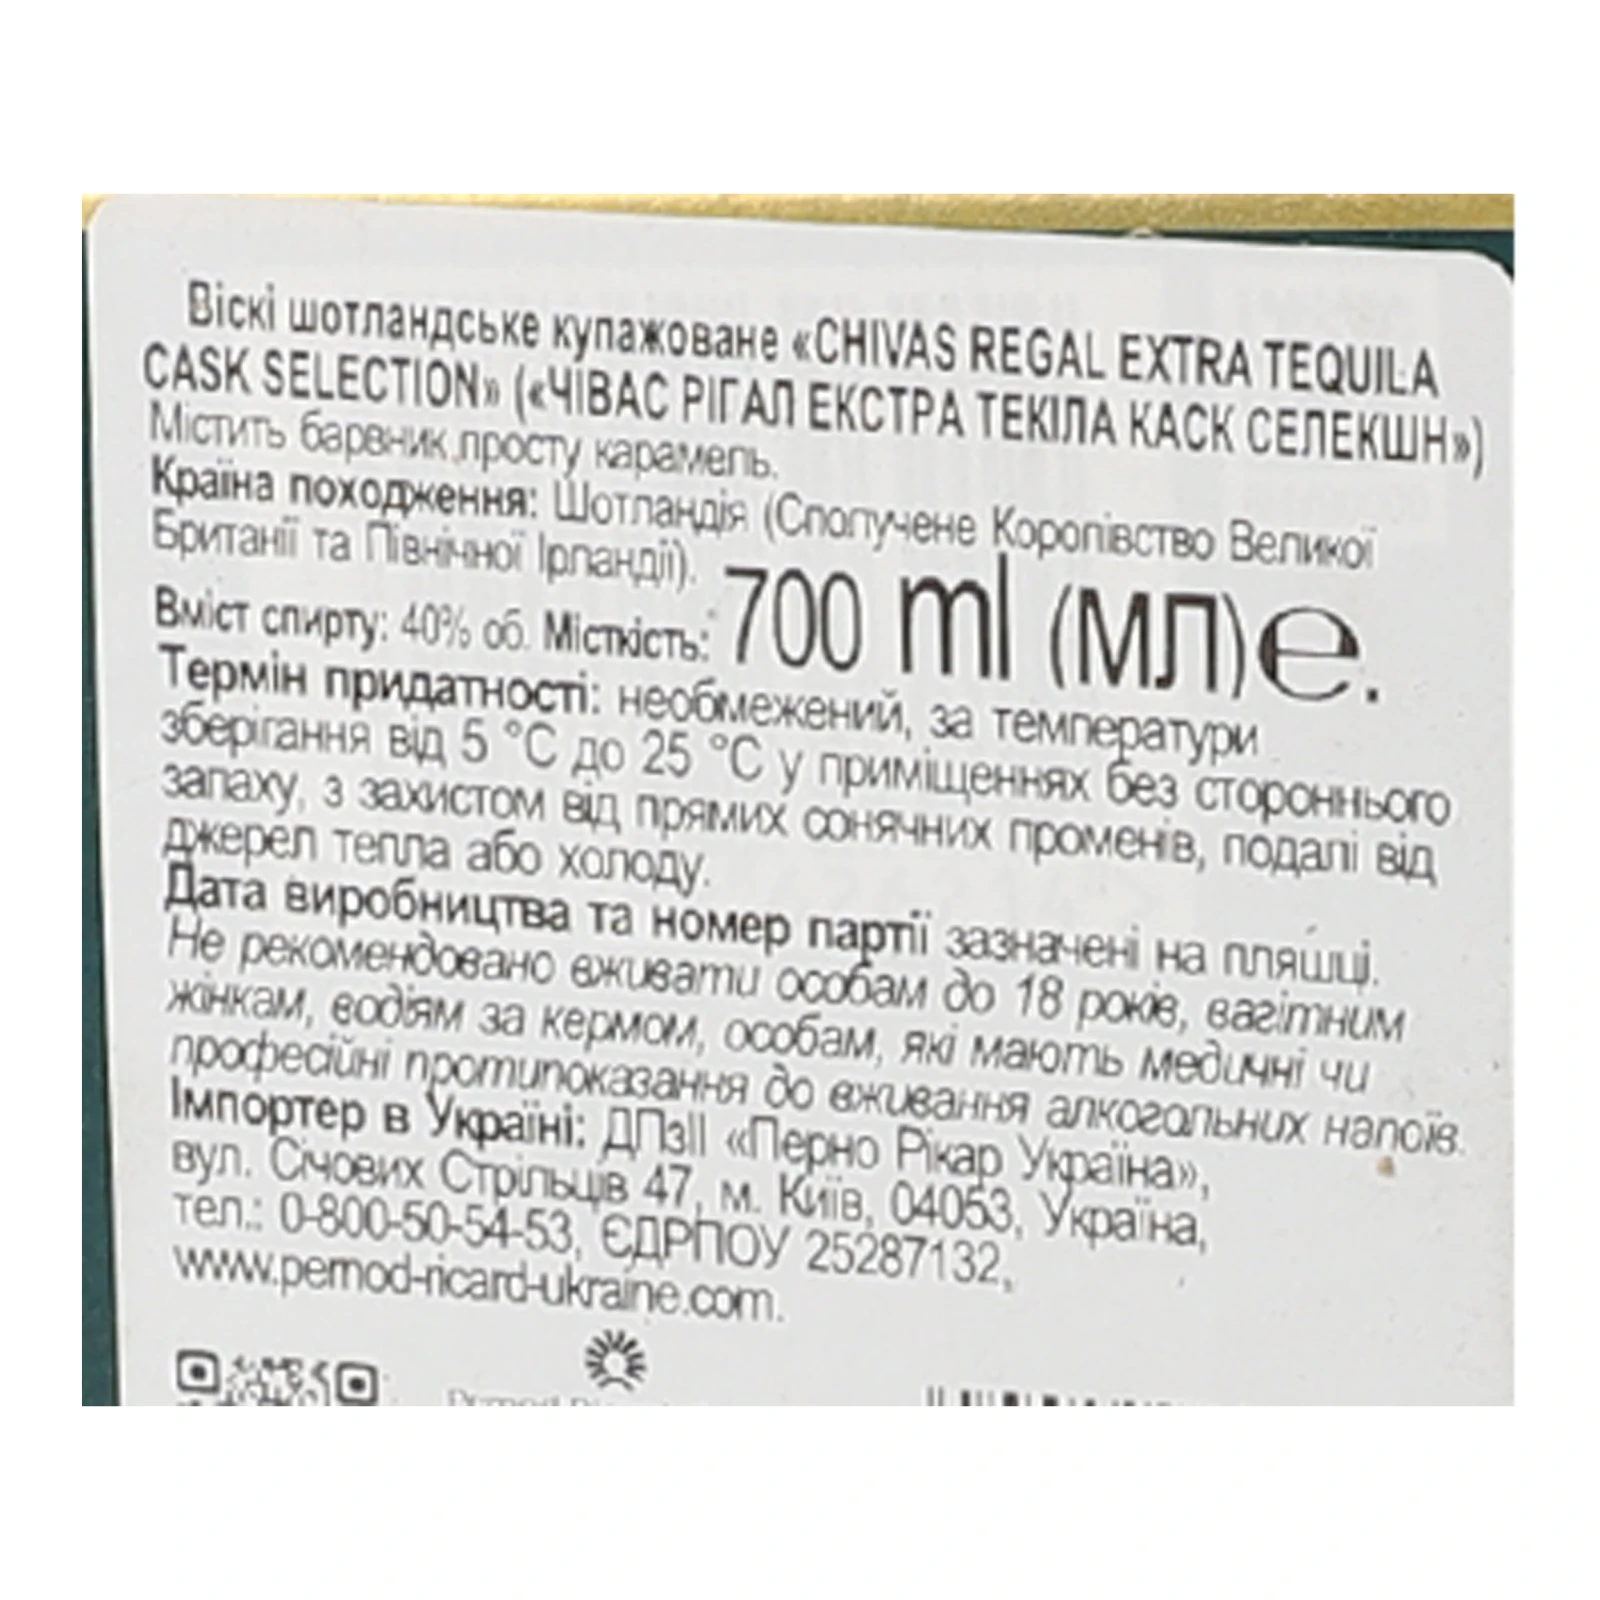 Віскі шотландське купажоване «CHIVAS REGAL EXTRA TEQUILA
CASK SELECTION» («ЧІВАС РІГАЛ ЕКСТРА ТЕКІЛА КАСК СЕЛЕКШН»)
Містить барвник просту карамель.
Країна походження: Шотландія (Сполучене Королівство Великої
Британії та Північної Ірландії).
Вміст спирту: 40% об. Місткість: 700 ml (МЛ)℮.
Термін придатності: необмежений, за температури
зберігання від 5 °C до 25 °C у приміщеннях без стороннього
запаху, з захистом від прямих сонячних променів, подалі від
джерел тепла або холоду.
Дата виробництва та номер партії зазначені на пляшці.
Не рекомендовано вживати особам до 18 років, вагітним
жінкам, водіям за кермом, особам, які мають медичні чи
професійні протипоказання до вживання алкогольних напоїв.
Імпортер в Україні: ДПзІІ «Перно Рікар Україна»,
вул. Січових Стрільців 47, м. Київ, 04053, Україна,
тел.: 0-800-50-54-53, ЄДРПОУ 25287132,
www.pernod-ricard-ukraine.com.